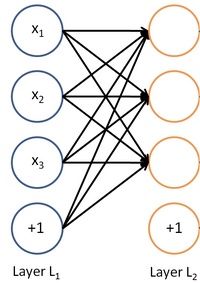 x₁
x₂
x₃
+1 +1
Layer L₁ Layer L₂